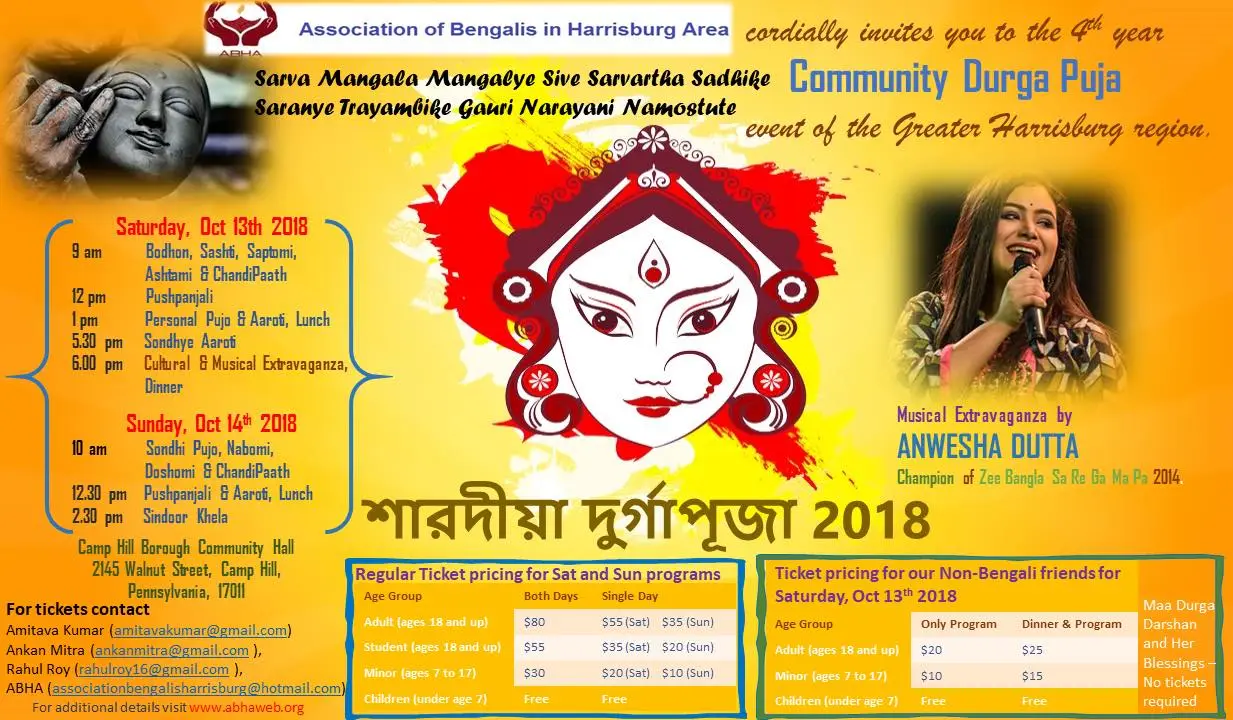 ABHA
Association of Bengalis in Harrisburg Area
cordially invites you to the 4th year
Community Durga Puja
event of the Greater Harrisburg region.
Sarva Mangala Mangalye Sive Sarvartha Sadhike
Saranye Trayambike Gauri Narayani Namostute
Saturday, Oct 13th 2018
9 am Bodhon, Sashti, Saptomi,
Ashtami & ChandiPaath
12 pm Pushpanjali
1 pm Personal Pujo & Aaroti, Lunch
5.30 pm Sondhye Aaroti
6.00 pm Cultural & Musical Extravaganza,
Dinner
Sunday, Oct 14th 2018
10 am Sondhi Pujo, Nabomi,
Doshomi & ChandiPaath
12.30 pm Pushpanjali & Aaroti, Lunch
2.30 pm Sindoor Khela
Camp Hill Borough Community Hall
2145 Walnut Street, Camp Hill,
Pennsylvania, 17011
For tickets contact
Amitava Kumar (amitavakumar@gmail.com)
Ankan Mitra (ankanmitra@gmail.com ),
Rahul Roy (rahulroy16@gmail.com ),
ABHA (associationbengalisharrisburg@hotmail.com)
For additional details visit www.abhaweb.org
Musical Extravaganza by
ANWESHA DUTTA
Champion of Zee Bangla Sa Re Ga Ma Pa 2014.
শারদীয়া দুর্গাপূজা 2018
Regular Ticket pricing for Sat and Sun programs
Age Group Both Days Single Day
Adult (ages 18 and up) $80 $55 (Sat) $35 (Sun)
Student (ages 18 and up) $55 $35 (Sat) $20 (Sun)
Minor (ages 7 to 17) $30 $20 (Sat) $10 (Sun)
Children (under age 7) Free Free
Ticket pricing for our Non-Bengali friends for
Saturday, Oct 13th 2018
Age Group Only Program Dinner & Program
Adult (ages 18 and up) $20 $25
Minor (ages 7 to 17) $10 $15
Children (under age 7) Free Free
Maa Durga
Darshan
and Her
Blessings –
No tickets
required